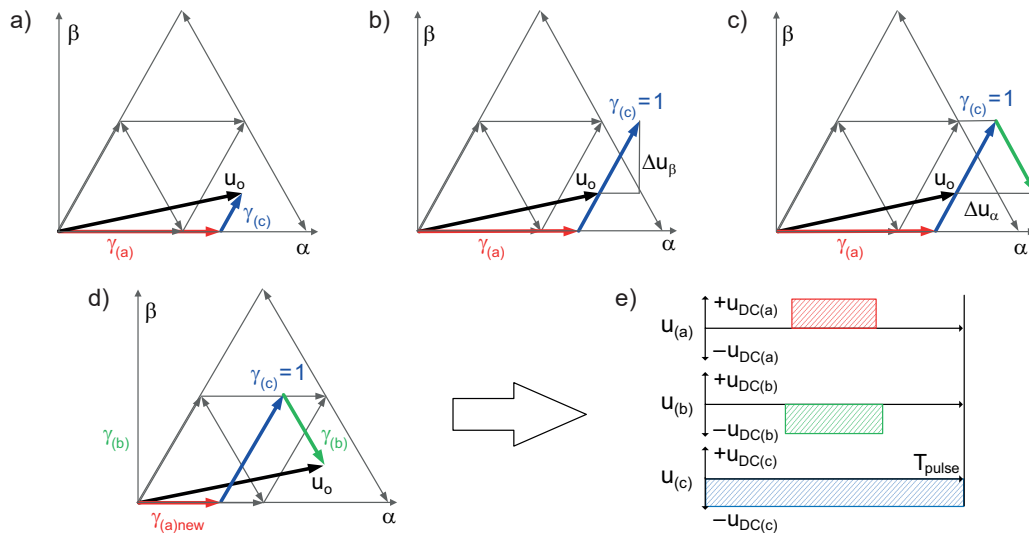 a)
β
u₀
γ(c)
γ(a)
α
b)
β
γ(c)=1
Δuβ
u₀
γ(a)
α
c)
β
γ(c)=1
u₀
Δuα
γ(a)
α
d)
β
γ(c)=1
γ(b)
γ(b)
u₀
γ(a)new
α
e)
+uDC(a)
u(a)
−uDC(a)
+uDC(b)
u(b)
−uDC(b)
+uDC(c)
Tpulse
u(c)
−uDC(c)